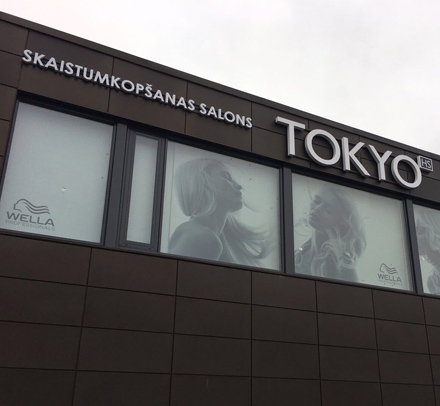 SKAISTUMKOPŠANAS SALONS
TOKYO HS
WELLA
WELLA